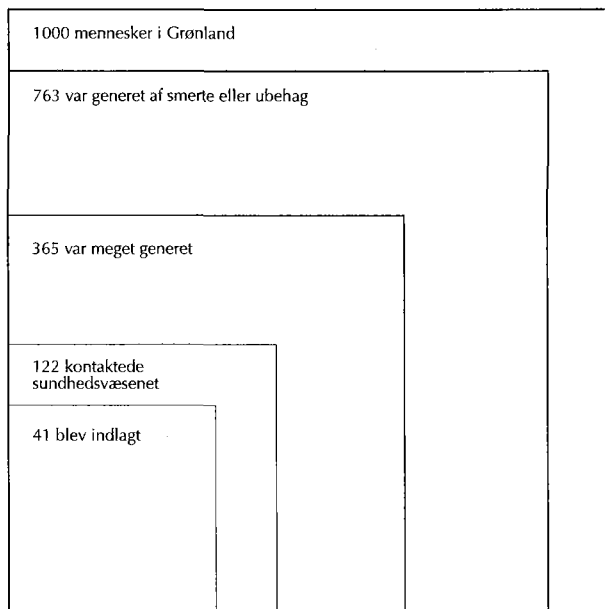 1000 mennesker i Grønland
763 var generet af smerte eller ubehag
365 var meget generet
122 kontaktede
sundhedsvæsenet
41 blev indlagt